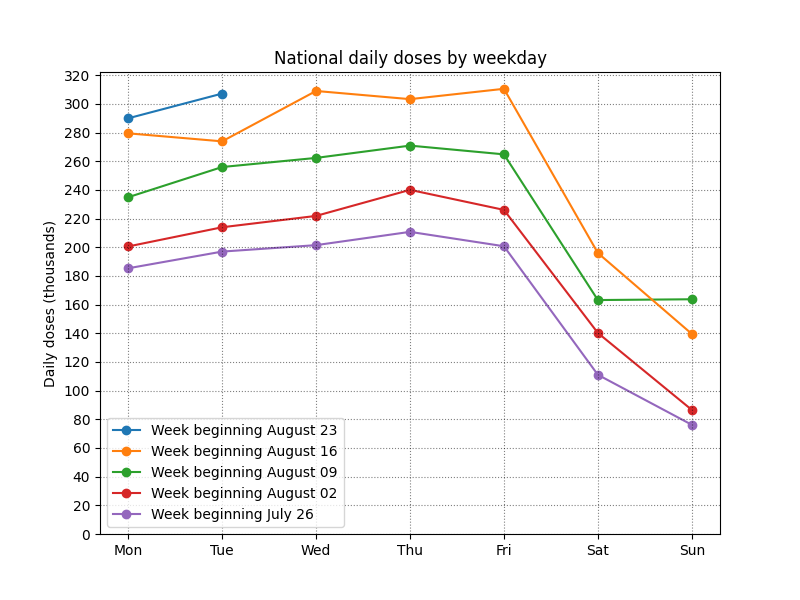 National daily doses by weekday
320
300
280
260
240
220
200
180
160
140
120
100
80
60
40
20
0
Daily doses (thousands)
Week beginning August 23
Week beginning August 16
Week beginning August 09
Week beginning August 02
Week beginning July 26
Mon Tue Wed Thu Fri Sat Sun